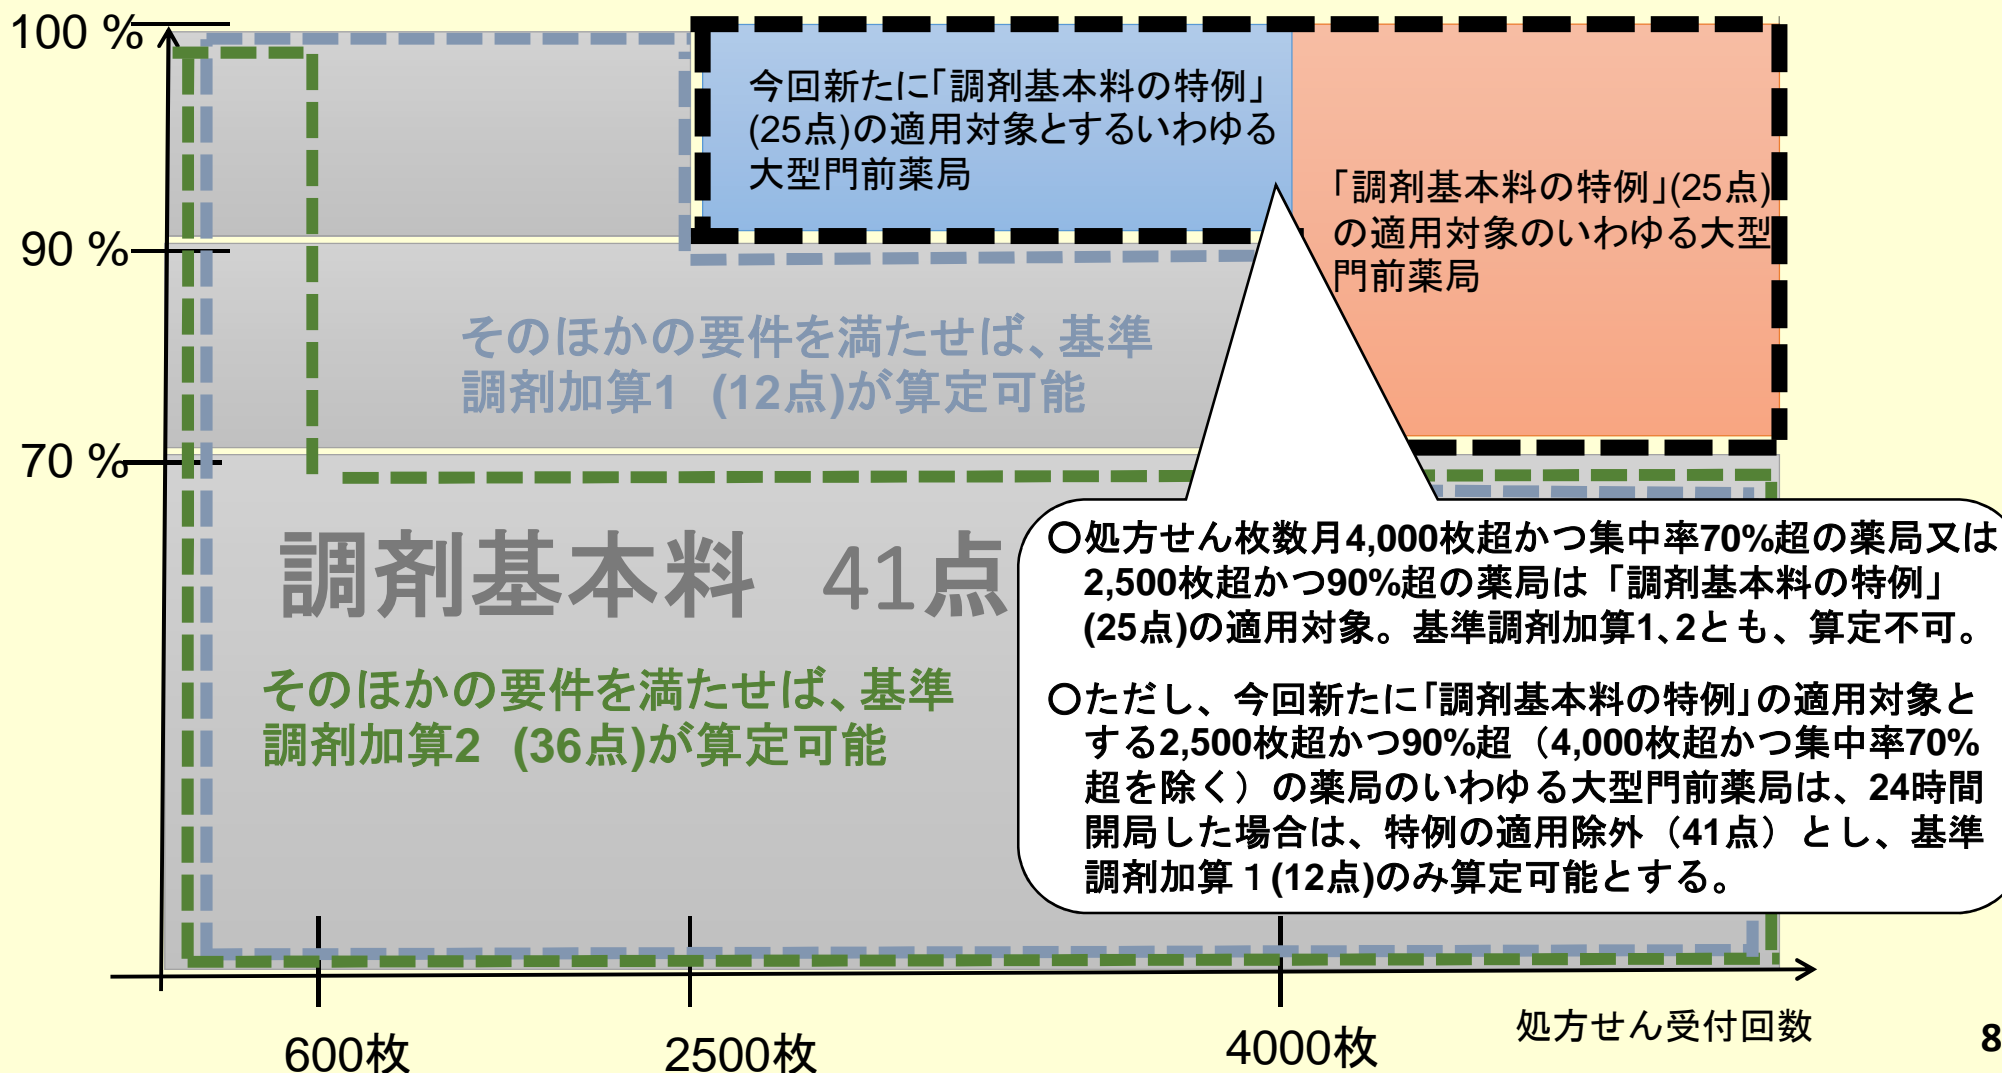 100 %
今回新たに「調剤基本料の特例」
(25点)の適用対象とするいわゆる
大型門前薬局
「調剤基本料の特例」(25点)
の適用対象のいわゆる大型
門前薬局
90 %
そのほかの要件を満たせば、基準
調剤加算1 (12点)が算定可能
70 %
調剤基本料 41点
そのほかの要件を満たせば、基準
調剤加算2 (36点)が算定可能
○処方せん枚数月4,000枚超かつ集中率70%超の薬局又は
2,500枚超かつ90%超の薬局は「調剤基本料の特例」
(25点)の適用対象。基準調剤加算1、2とも、算定不可。
○ただし、今回新たに「調剤基本料の特例」の適用対象と
する2,500枚超かつ90%超（4,000枚超かつ集中率70%
超を除く）の薬局のいわゆる大型門前薬局は、24時間
開局した場合は、特例の適用除外（41点）とし、基準
調剤加算１(12点)のみ算定可能とする。
600枚
2500枚
4000枚
処方せん受付回数
8